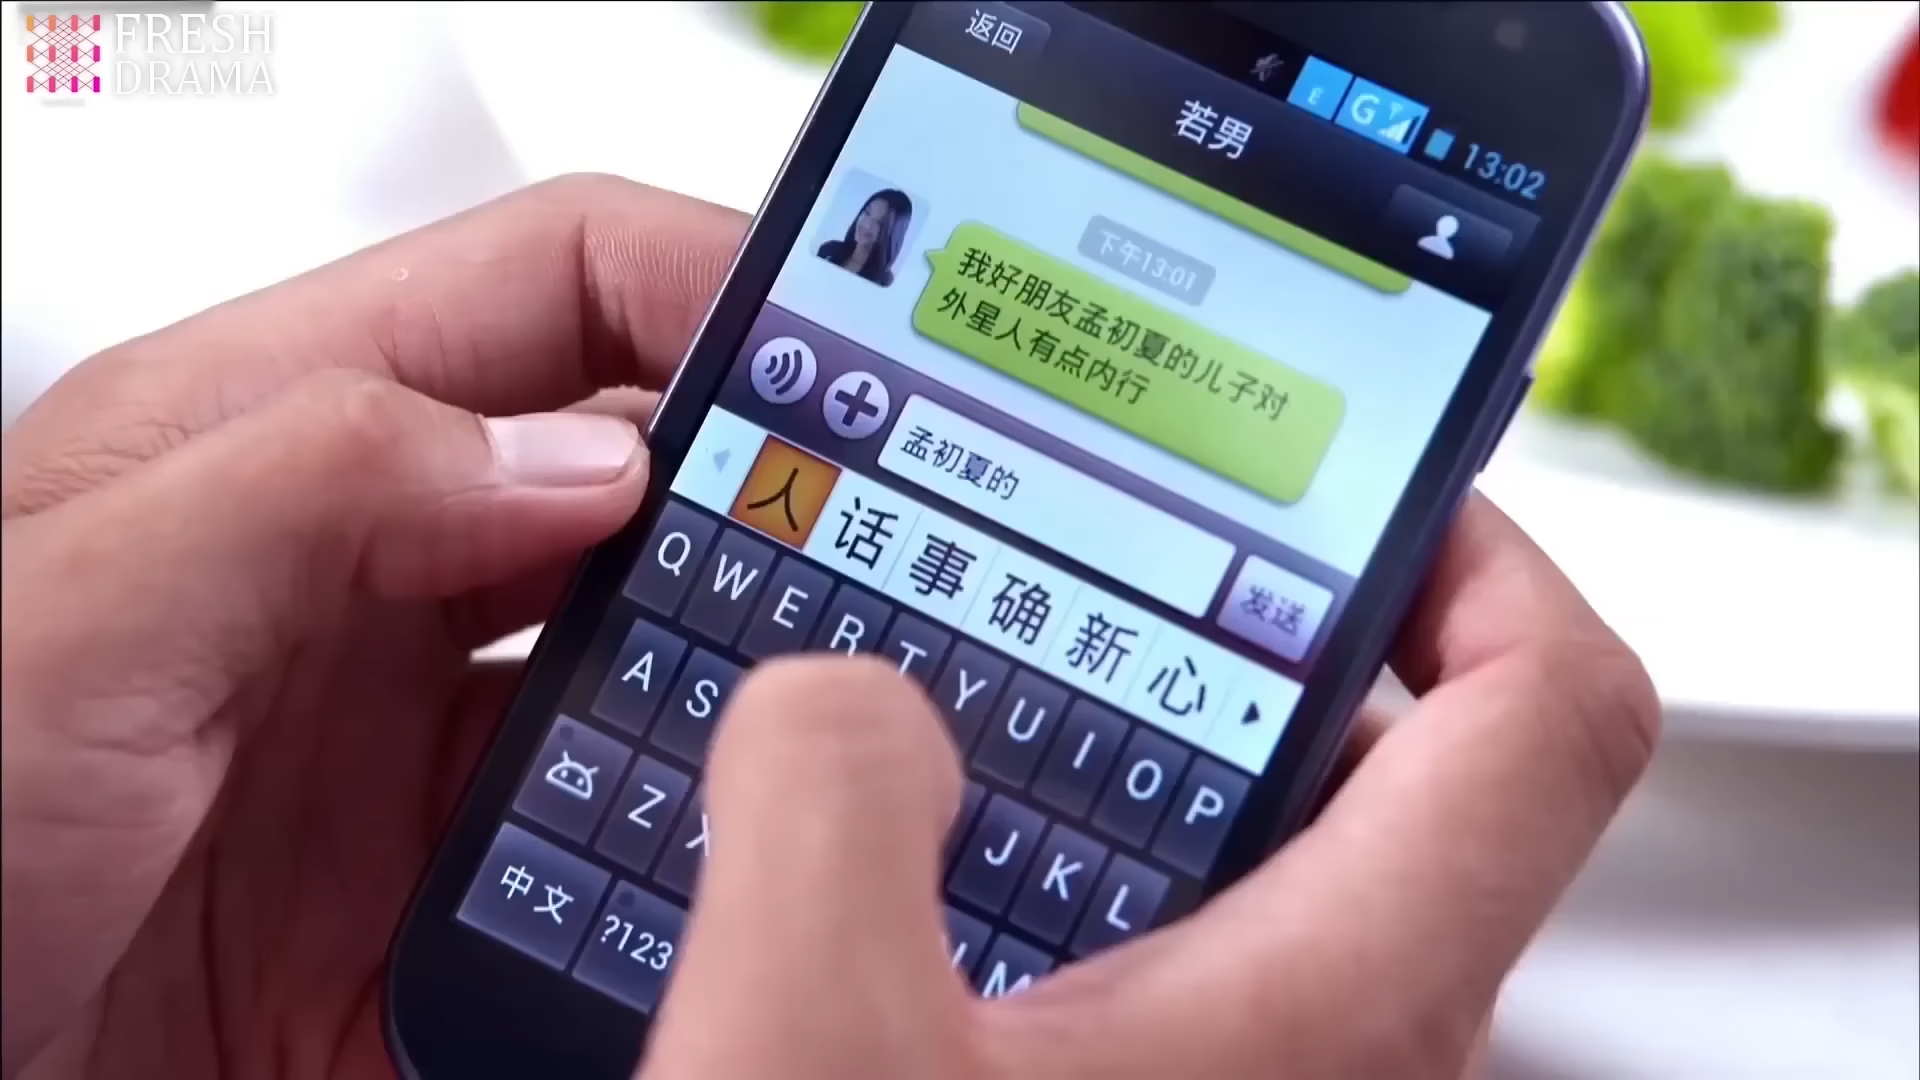 FRESH
DRAMA
返回
13:02
若男
下午13:01
我好朋友孟初夏的儿子对
外星人有点内行
孟初夏的
发送
人 话 事 确 新 心
Q W E R T Y U I O P
A S J K L
Z X M
中文 ?123